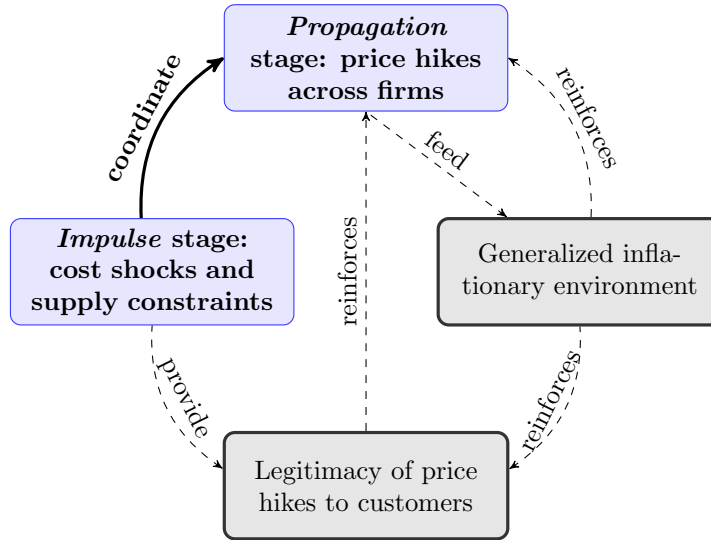 Propagation
stage: price hikes
across firms
coordinate
feed
reinforces
Impulse stage:
cost shocks and
supply constraints
reinforces
Generalized infla-
tionary environment
provide
reinforces
Legitimacy of price
hikes to customers